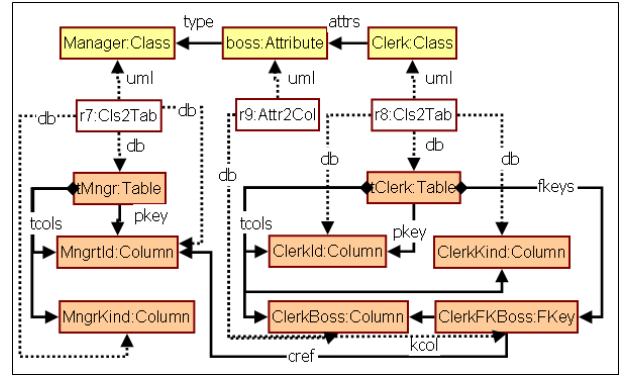 type
attrs
Manager:Class
boss:Attribute
Clerk:Class
uml
uml
uml
r7:Cls2Tab
r9:Attr2Col
r8:Cls2Tab
db
db
db
db
db
db
db
tMngr:Table
tClerk:Table
fkeys
tcols
pkey
tcols
pkey
MngrtId:Column
ClerkId:Column
ClerkKind:Column
MngrKind:Column
ClerkBoss:Column
ClerkFKBoss:FKey
cref
kcol